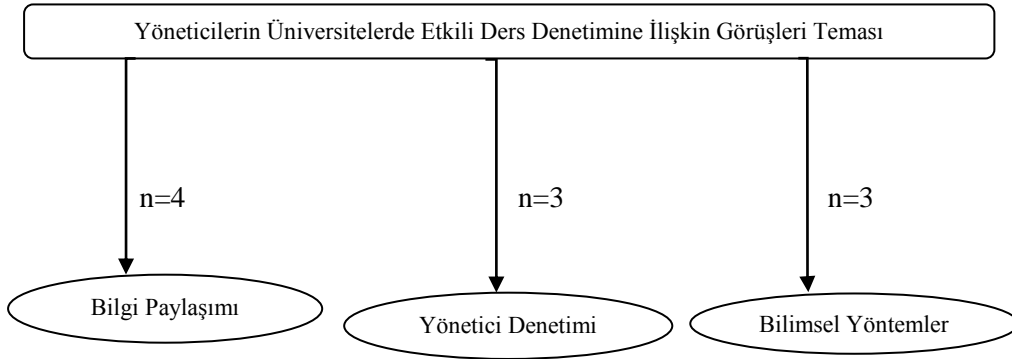 Yöneticilerin Üniversitelerde Etkili Ders Denetimine İlişkin Görüşleri Teması
n=4
n=3
n=3
Bilgi Paylaşımı
Yönetici Denetimi
Bilimsel Yöntemler